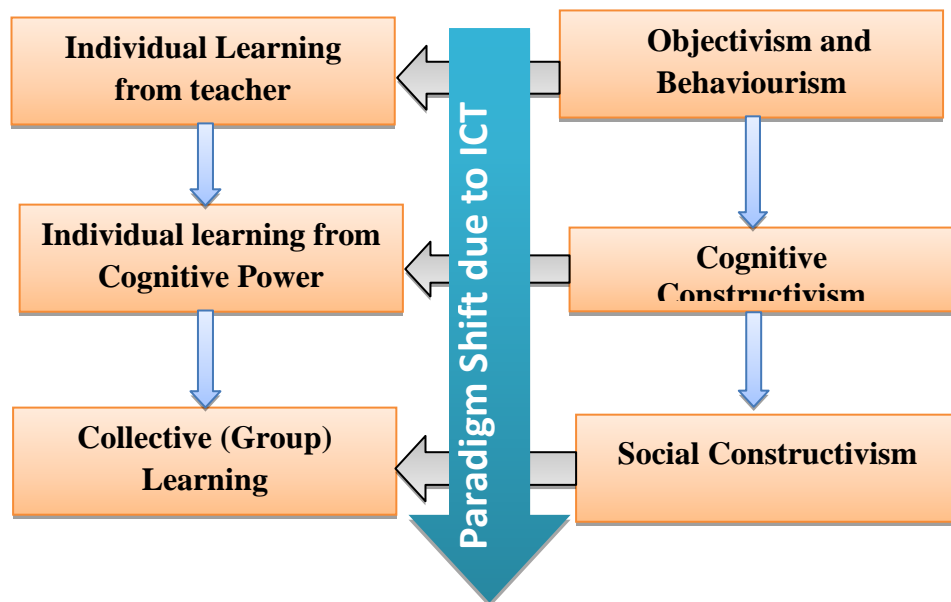 Individual Learning
from teacher
Objectivism and
Behaviourism
Paradigm Shift due to ICT
Individual learning from
Cognitive Power
Cognitive
Constructivism
Collective (Group)
Learning
Social Constructivism